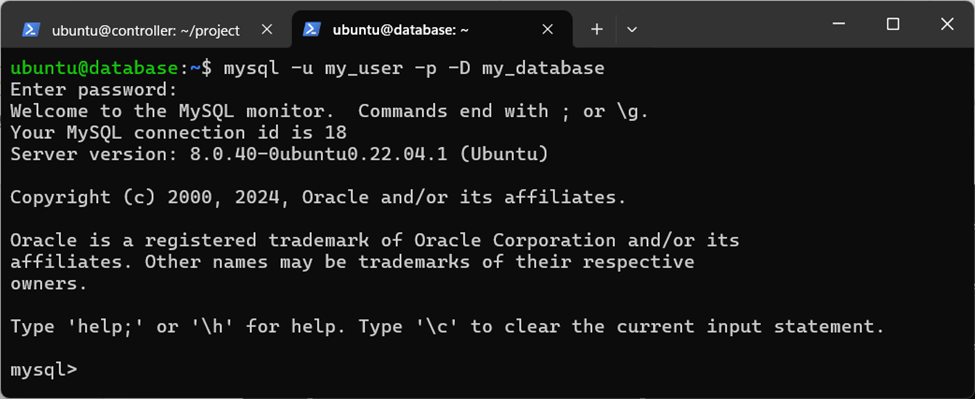 ubuntu@controller: ~/project
ubuntu@database: ~
ubuntu@database:~$ mysql -u my_user -p -D my_database
Enter password:
Welcome to the MySQL monitor.  Commands end with ; or \g.
Your MySQL connection id is 18
Server version: 8.0.40-0ubuntu0.22.04.1 (Ubuntu)
Copyright (c) 2000, 2024, Oracle and/or its affiliates.
Oracle is a registered trademark of Oracle Corporation and/or its
affiliates. Other names may be trademarks of their respective
owners.
Type 'help;' or '\h' for help. Type '\c' to clear the current input statement.
mysql>